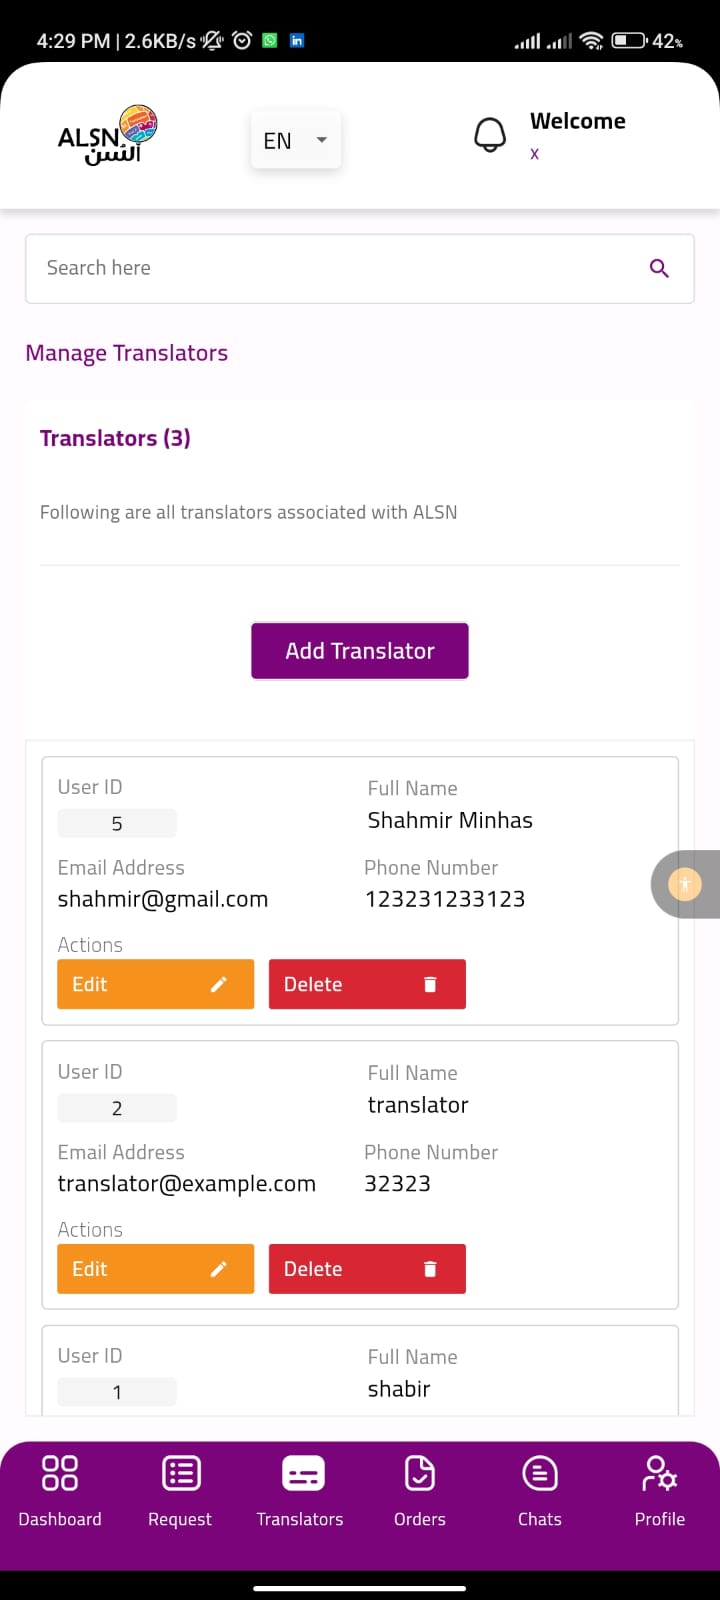 4:29 PM | 2.6KB/s
42%
ALSN
ألسن
EN
Welcome
x
Search here
Manage Translators
Translators (3)
Following are all translators associated with ALSN
Add Translator
User ID
Full Name
5
Shahmir Minhas
Email Address
Phone Number
shahmir@gmail.com
123231233123
Actions
Edit
Delete
User ID
Full Name
2
translator
Email Address
Phone Number
translator@example.com
32323
Actions
Edit
Delete
User ID
Full Name
1
shabir
Dashboard
Request
Translators
Orders
Chats
Profile